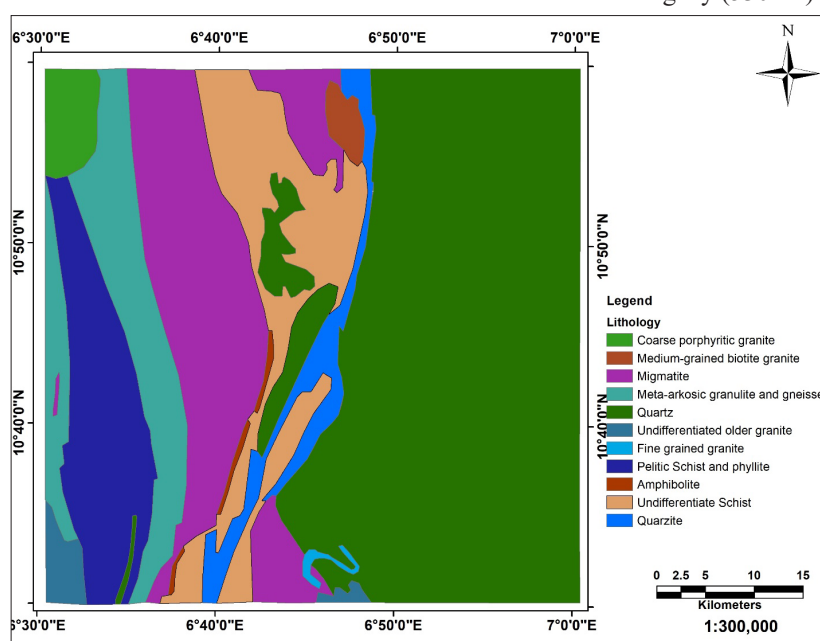 6°30'0"E 6°40'0"E 6°50'0"E 7°0'0"E
N
10°50'0"N
10°50'0"N
Legend
Lithology
Coarse porphyritic granite
Medium-grained biotite granite
Migmatite
Meta-arkosic granulite and gneisse
Quartz
Undifferentiated older granite
Fine grained granite
Pelitic Schist and phyllite
Amphibolite
Undifferentiate Schist
Quarzite
10°40'0"N
10°40'0"N
0 2.5 5 10 15
Kilometers
1:300,000
6°30'0"E 6°40'0"E 6°50'0"E 7°0'0"E